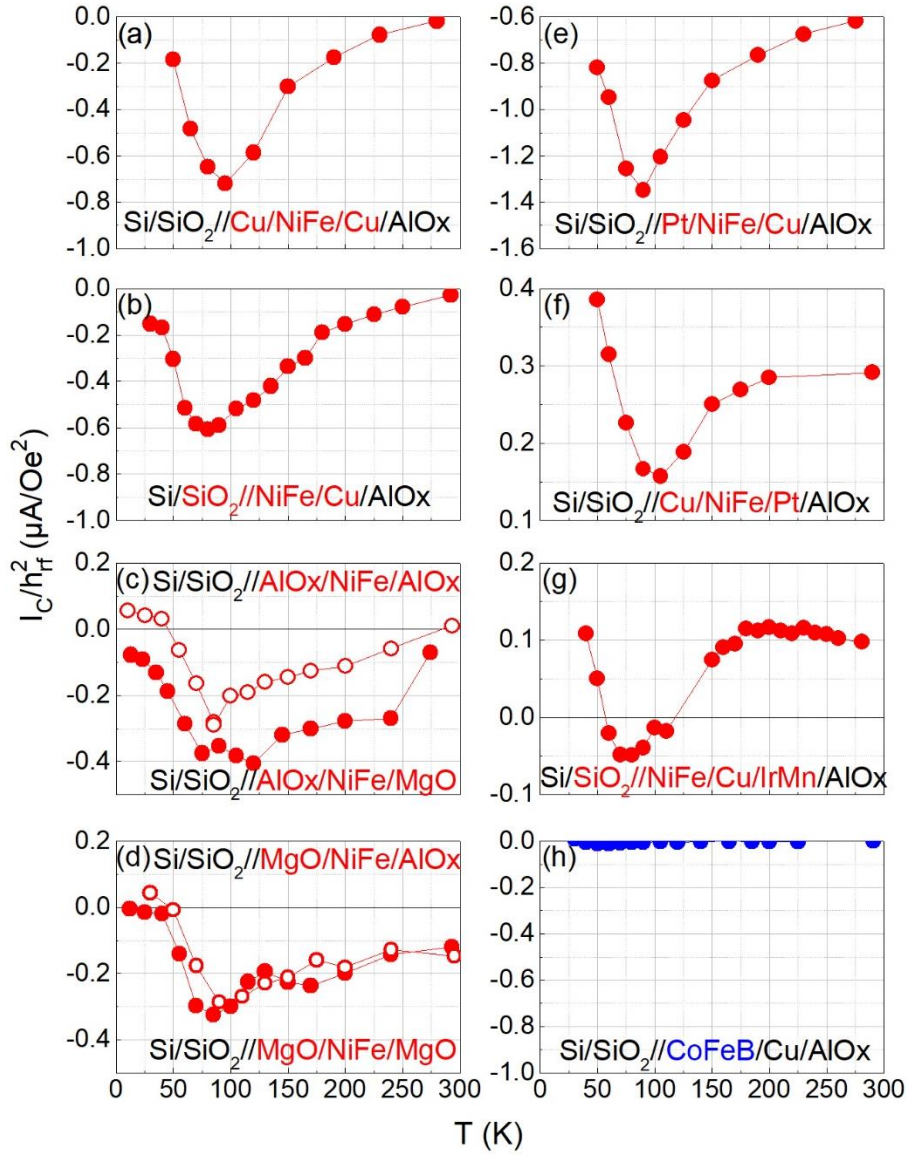 I_C/h_rf^2 (μA/Oe^2)
(a)
0.0
-0.2
-0.4
-0.6
-0.8
-1.0
Si/SiO2//Cu/NiFe/Cu/AlOx
(b)
0.0
-0.2
-0.4
-0.6
-0.8
-1.0
Si/SiO2//NiFe/Cu/AlOx
(c)
Si/SiO2//AlOx/NiFe/AlOx
0.2
0.0
-0.2
-0.4
Si/SiO2//AlOx/NiFe/MgO
(d)
Si/SiO2//MgO/NiFe/AlOx
0.2
0.0
-0.2
-0.4
Si/SiO2//MgO/NiFe/MgO
0 50 100 150 200 250 300
(e)
-0.6
-0.8
-1.0
-1.2
-1.4
-1.6
Si/SiO2//Pt/NiFe/Cu/AlOx
(f)
0.4
0.3
0.2
0.1
Si/SiO2//Cu/NiFe/Pt/AlOx
(g)
0.2
0.1
0.0
-0.1
Si/SiO2//NiFe/Cu/IrMn/AlOx
(h)
0.0
-0.2
-0.4
-0.6
-0.8
-1.0
Si/SiO2//CoFeB/Cu/AlOx
0 50 100 150 200 250 300
T (K)